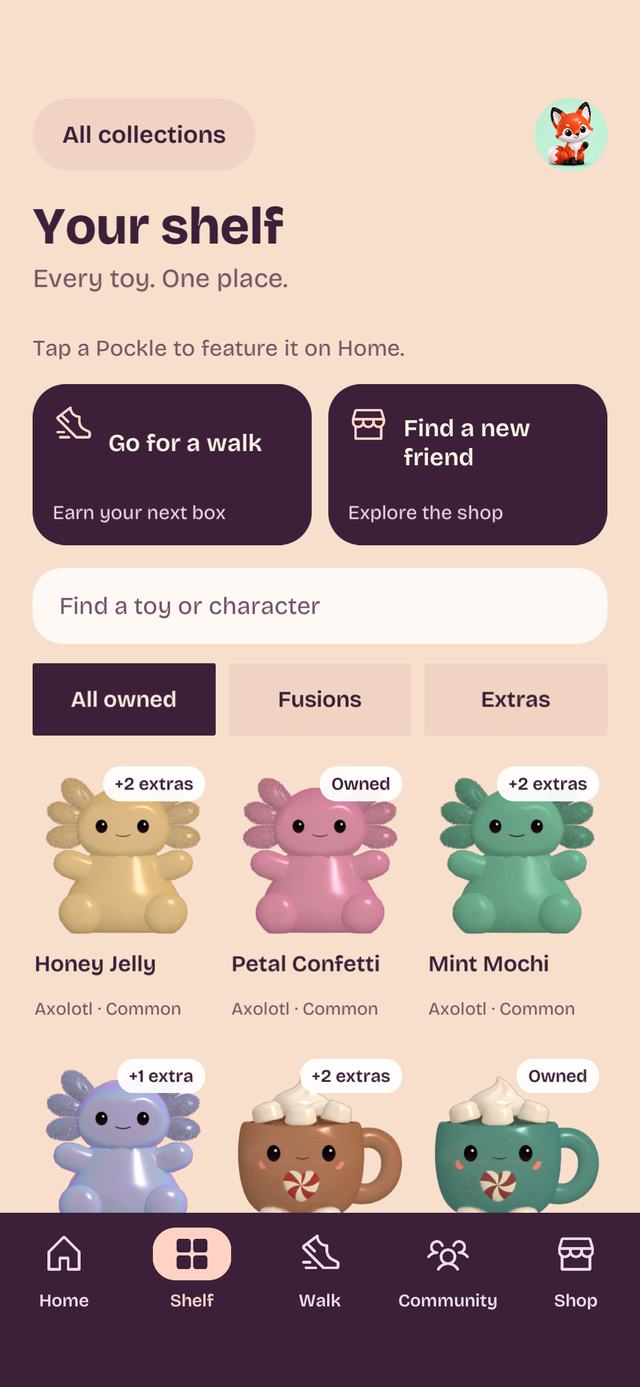 All collections
Your shelf
Every toy. One place.
Tap a Pockle to feature it on Home.
Go for a walk
Earn your next box
Find a new
friend
Explore the shop
Find a toy or character
All owned
Fusions
Extras
+2 extras
Owned
+2 extras
Honey Jelly
Petal Confetti
Mint Mochi
Axolotl · Common
Axolotl · Common
Axolotl · Common
+1 extra
+2 extras
Owned
Home
Shelf
Walk
Community
Shop